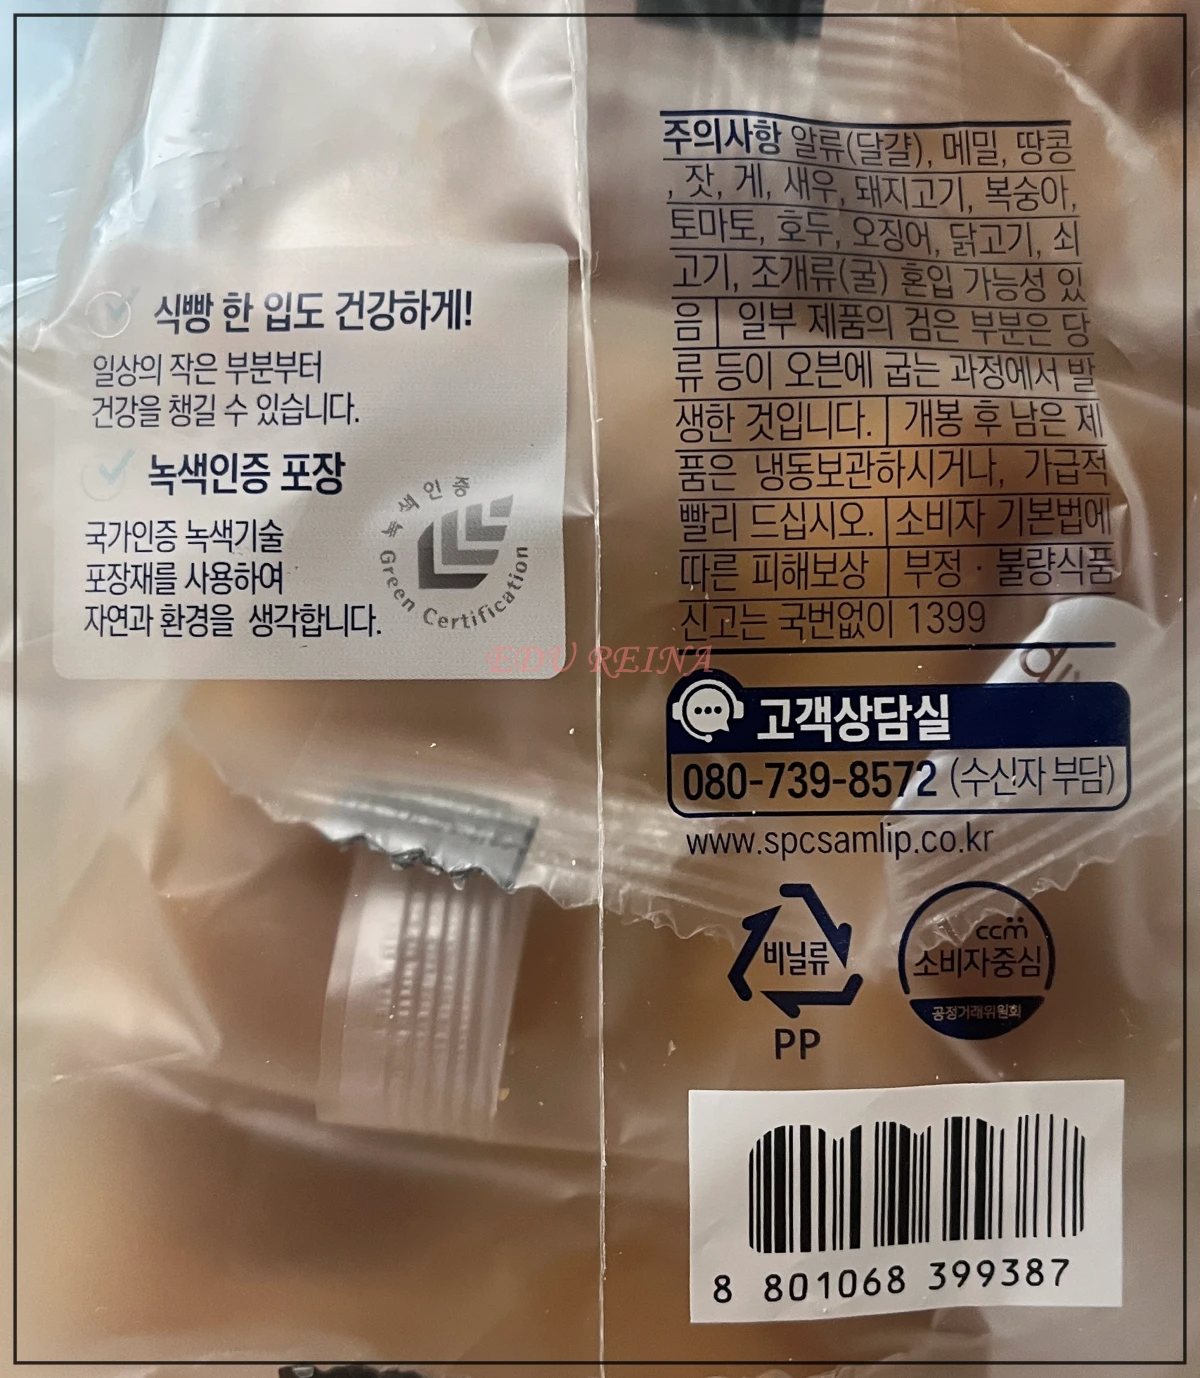 식빵 한 입도 건강하게!
일상의 작은 부분부터
건강을 챙길 수 있습니다.
녹색인증 포장
국가인증 녹색기술
포장재를 사용하여
자연과 환경을 생각합니다.
녹색인증
Green Certification
주의사항 알류(달걀), 메밀, 땅콩
, 잣, 게, 새우, 돼지고기, 복숭아,
토마토, 호두, 오징어, 닭고기, 쇠
고기, 조개류(굴) 혼입 가능성 있
음 | 일부 제품의 검은 부분은 당
류 등이 오븐에 굽는 과정에서 발
생한 것입니다. | 개봉 후 남은 제
품은 냉동보관하시거나, 가급적
빨리 드십시오. | 소비자 기본법에
따른 피해보상 | 부정 · 불량식품
신고는 국번없이 1399
EDU REINA
고객상담실
080-739-8572 (수신자 부담)
www.spcsamlip.co.kr
비닐류
PP
ccm
소비자중심
공정거래위원회
8 801068 399387